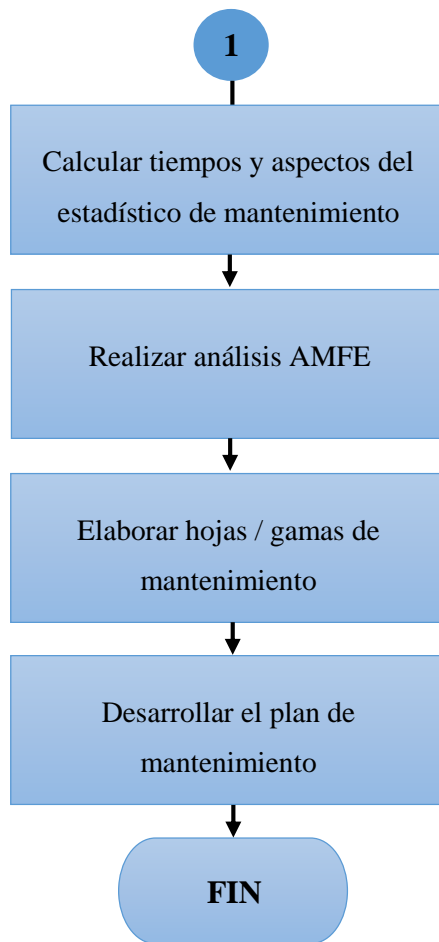 1
Calcular tiempos y aspectos del
estadístico de mantenimiento
Realizar análisis AMFE
Elaborar hojas / gamas de
mantenimiento
Desarrollar el plan de
mantenimiento
FIN